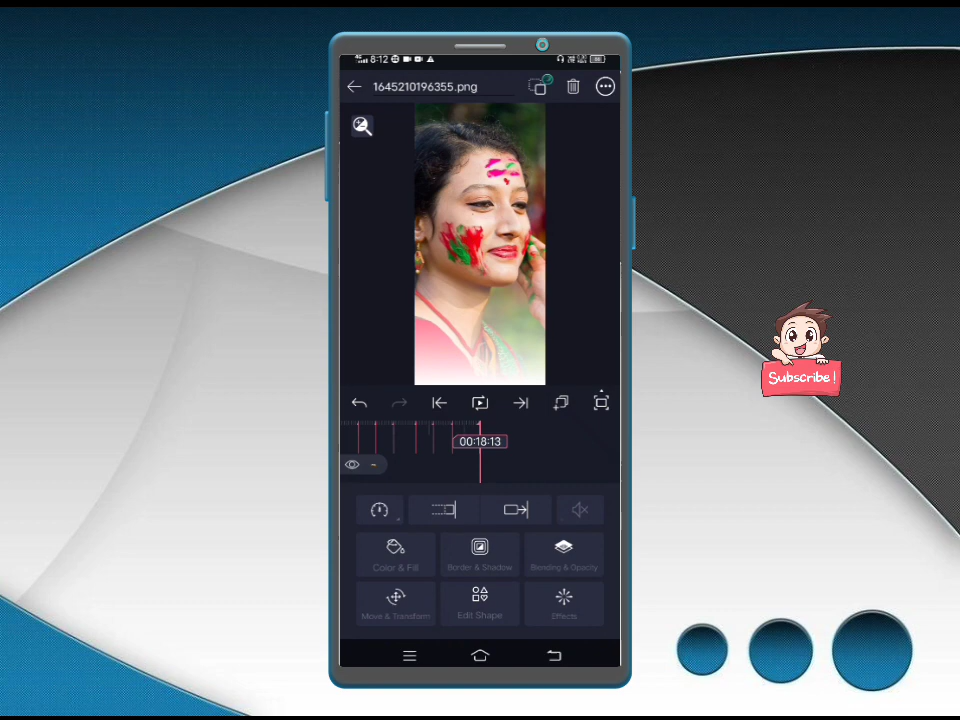 8:12
1645210196355.png
00:18:13
Color & Fill
Border & Shadow
Blending & Opacity
Move & Transform
Edit Shape
Effects
Subscribe !